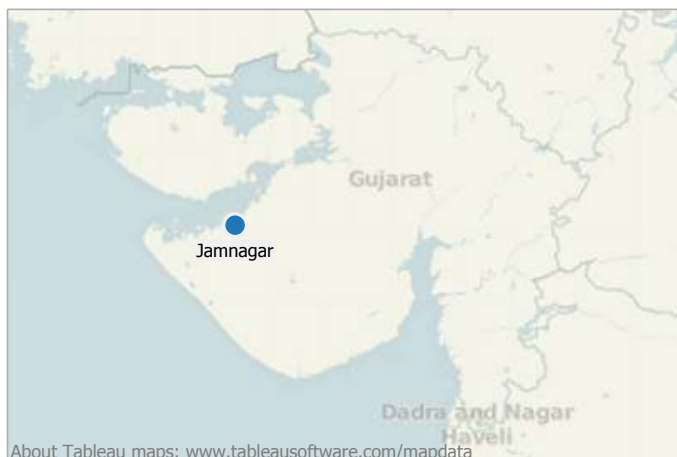 Gujarat
Jamnagar
Dadra and Nagar
Haveli
About Tableau maps: www.tableausoftware.com/mapdata